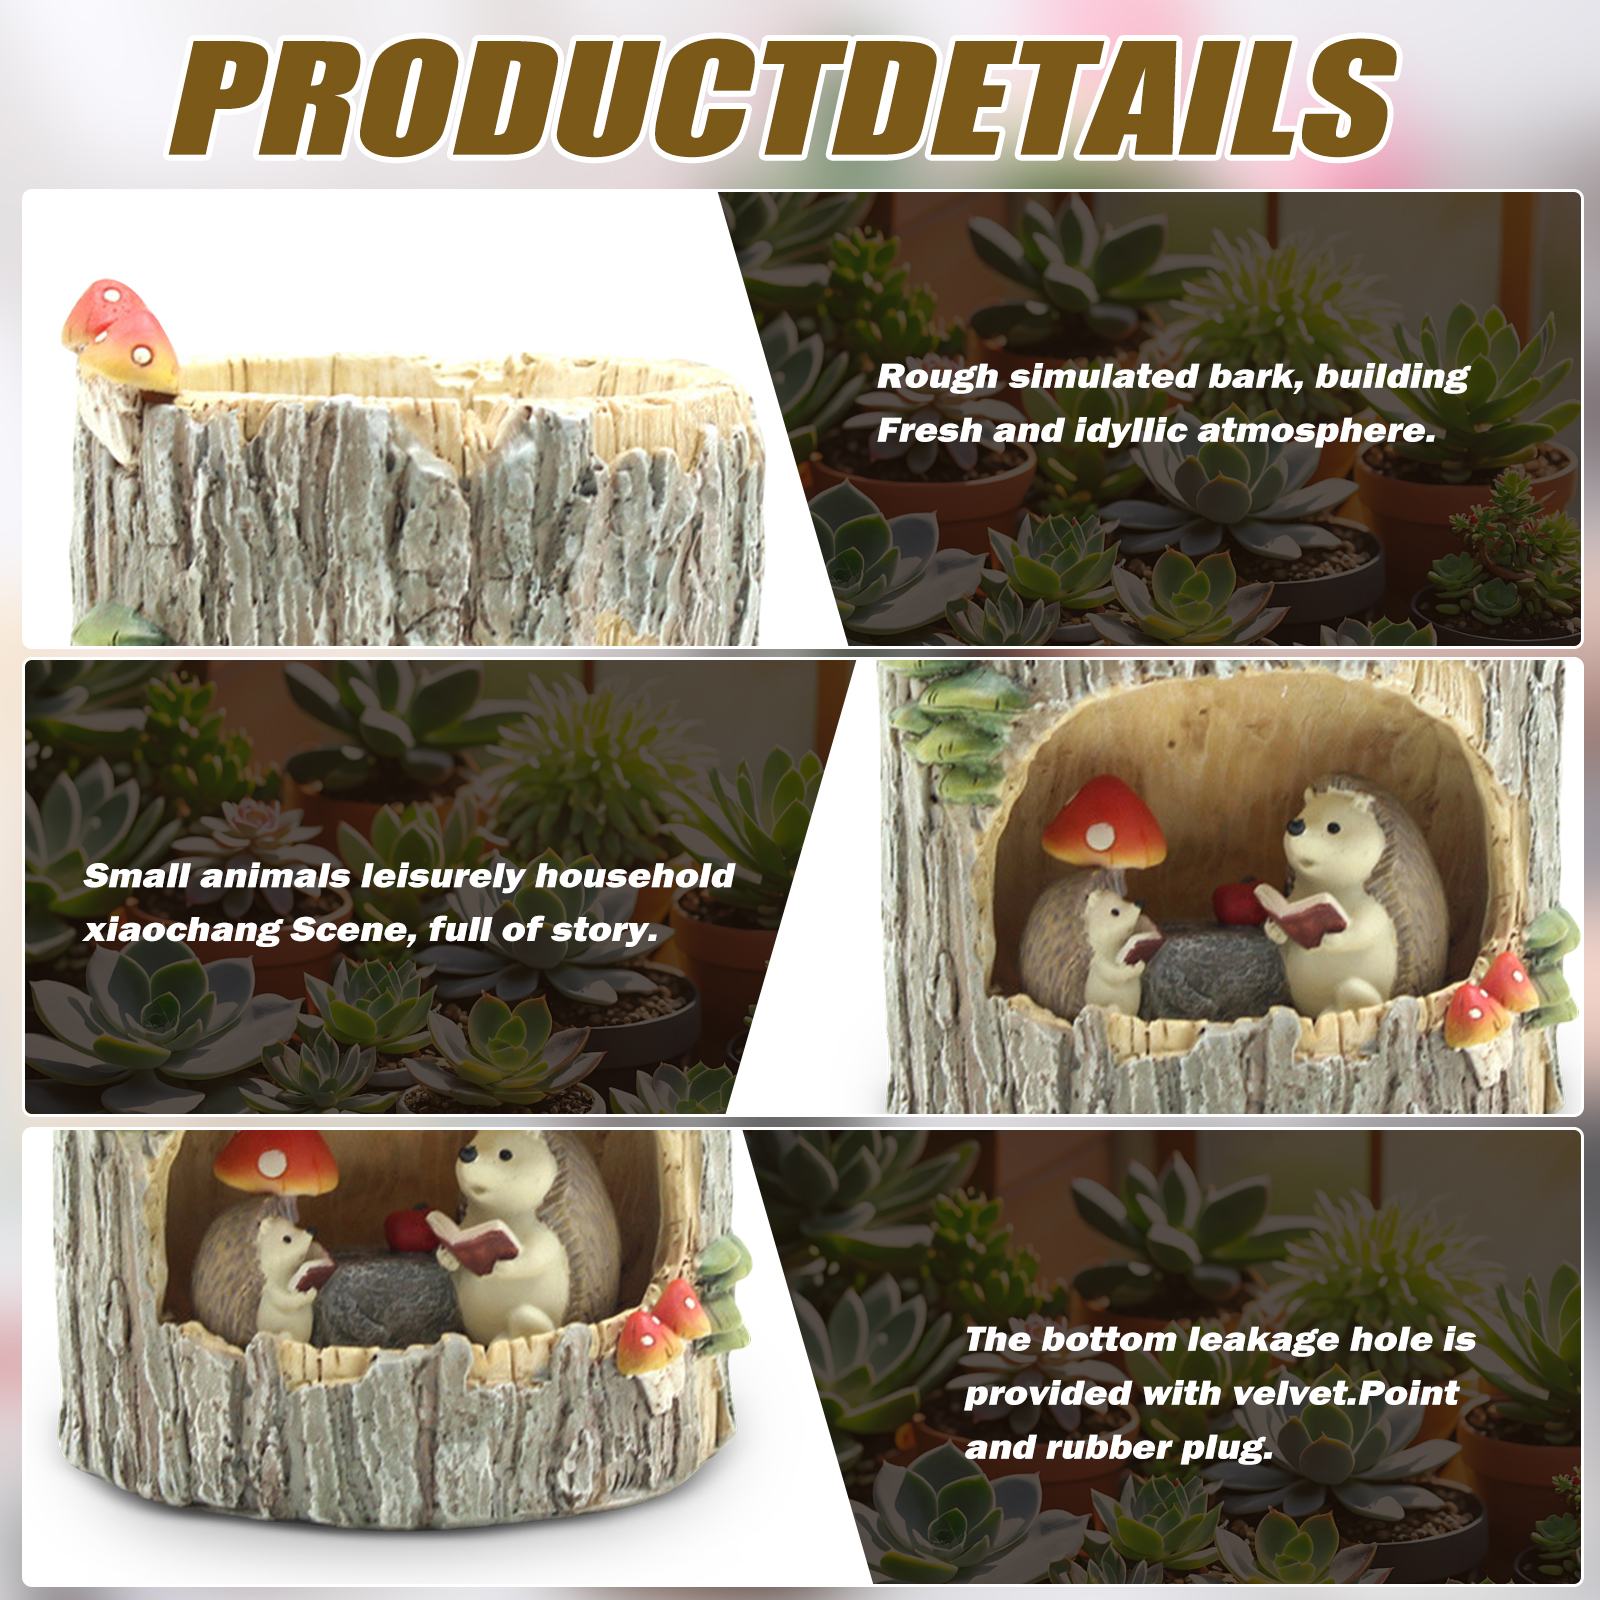 PRODUCTDETAILS
Rough simulated bark, building
Fresh and idyllic atmosphere.
Small animals leisurely household
xiaochang Scene, full of story.
The bottom leakage hole is
provided with velvet.Point
and rubber plug.